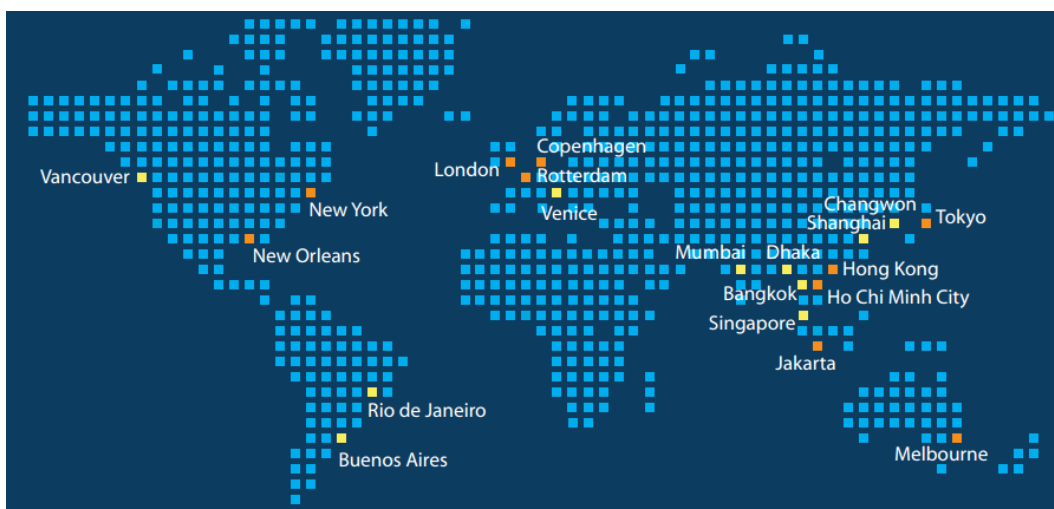 Copenhagen
London
Rotterdam
Vancouver
Venice
New York
Changwon
Shanghai
Tokyo
New Orleans
Mumbai
Dhaka
Hong Kong
Bangkok
Ho Chi Minh City
Singapore
Jakarta
Rio de Janeiro
Buenos Aires
Melbourne